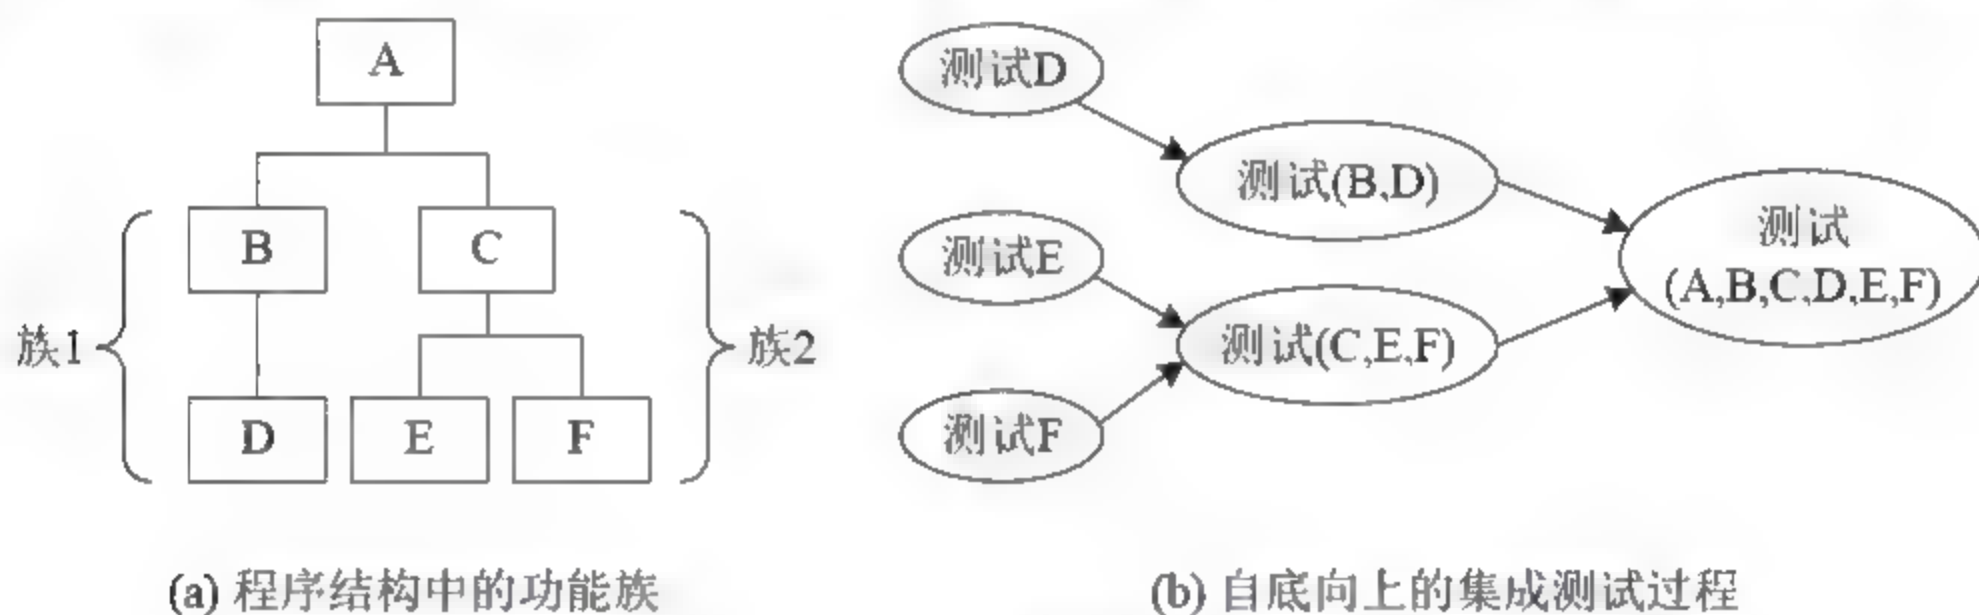 A
B
C
族1
族2
D
E
F
(a) 程序结构中的功能族
测试D
测试(B,D)
测试E
测试
(A,B,C,D,E,F)
测试(C,E,F)
测试F
(b) 自底向上的集成测试过程